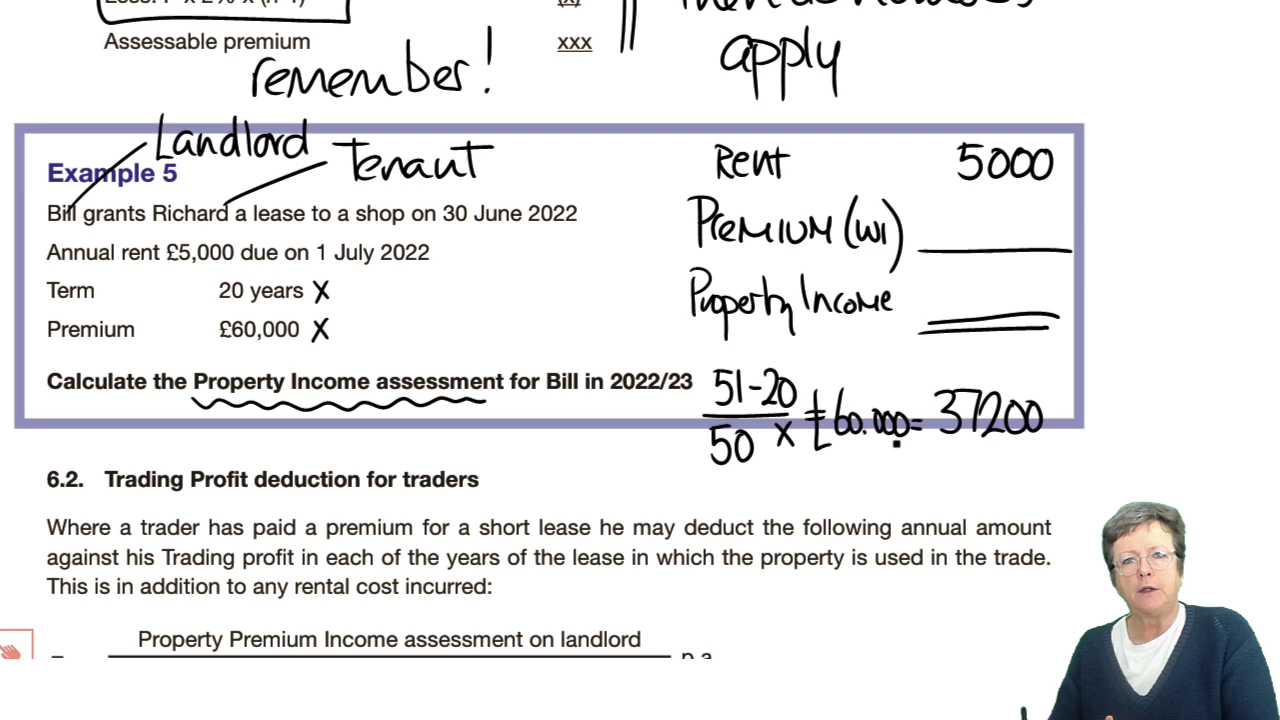 Assessable premium
xxx
remember!
apply
Landlord
Tenant
Example 5
Bill grants Richard a lease to a shop on 30 June 2022
Annual rent £5,000 due on 1 July 2022
Term 20 years X
Premium £60,000 X
Calculate the Property Income assessment for Bill in 2022/23
Rent 5000
Premium (W1)
Property Income
51-20
50 x £60.000 = 37200
6.2. Trading Profit deduction for traders
Where a trader has paid a premium for a short lease he may deduct the following annual amount
against his Trading profit in each of the years of the lease in which the property is used in the trade.
This is in addition to any rental cost incurred:
Property Premium Income assessment on landlord